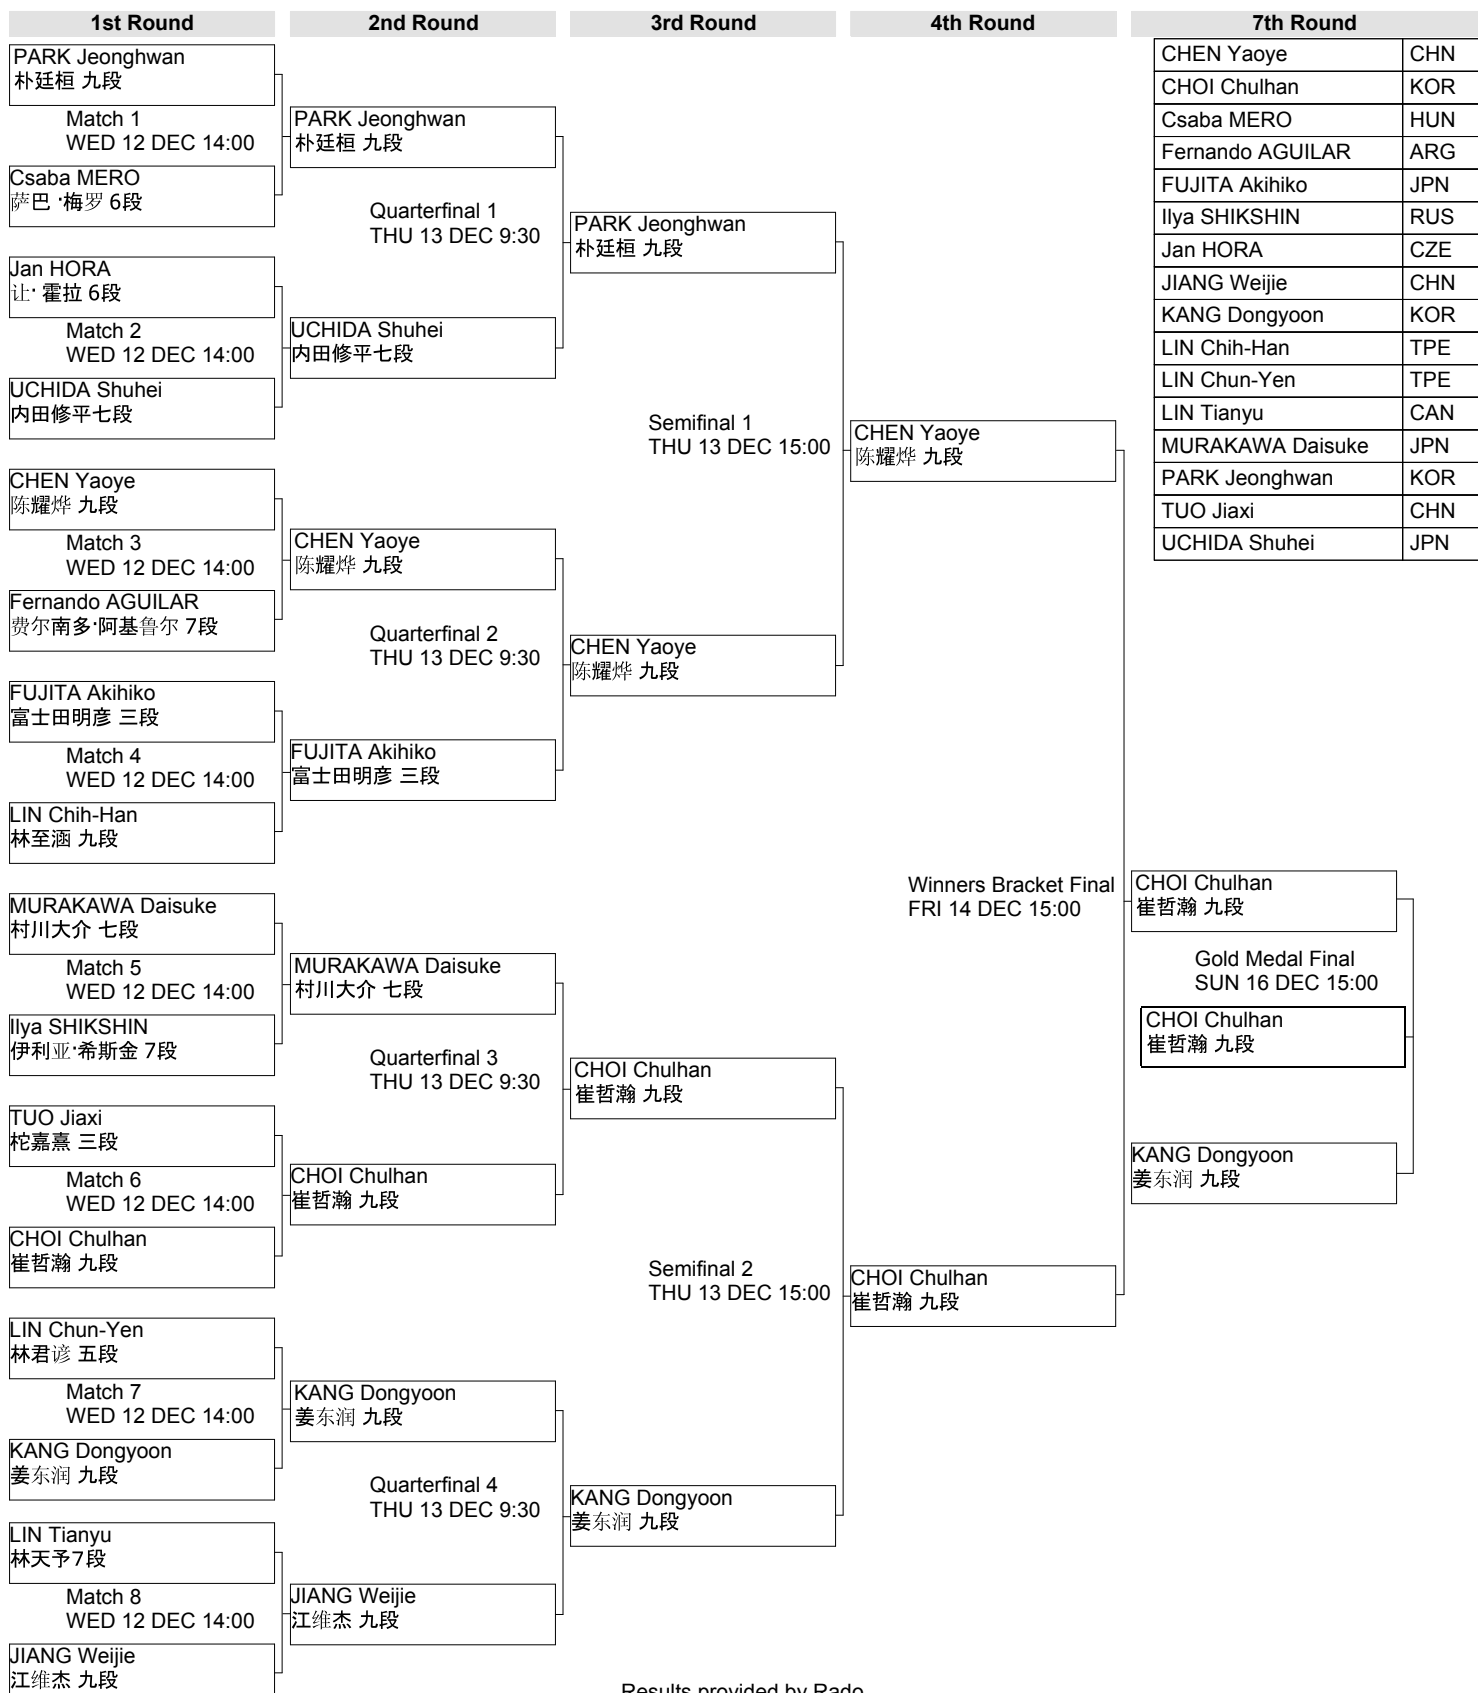 1st Round
2nd Round
3rd Round
4th Round
7th Round
PARK Jeonghwan
朴廷桓 九段
Match 1
WED 12 DEC 14:00
Csaba MERO
萨巴·梅罗 6段
Jan HORA
让·霍拉 6段
Match 2
WED 12 DEC 14:00
UCHIDA Shuhei
内田修平七段
CHEN Yaoye
陈耀烨 九段
Match 3
WED 12 DEC 14:00
Fernando AGUILAR
费尔南多·阿基鲁尔 7段
FUJITA Akihiko
富士田明彦 三段
Match 4
WED 12 DEC 14:00
LIN Chih-Han
林至涵 九段
MURAKAWA Daisuke
村川大介 七段
Match 5
WED 12 DEC 14:00
Ilya SHIKSHIN
伊利亚·希斯金 7段
TUO Jiaxi
柁嘉熹 三段
Match 6
WED 12 DEC 14:00
CHOI Chulhan
崔哲瀚 九段
LIN Chun-Yen
林君谚 五段
Match 7
WED 12 DEC 14:00
KANG Dongyoon
姜东润 九段
LIN Tianyu
林天予7段
Match 8
WED 12 DEC 14:00
JIANG Weijie
江维杰 九段
PARK Jeonghwan
朴廷桓 九段
Quarterfinal 1
THU 13 DEC 9:30
UCHIDA Shuhei
内田修平七段
CHEN Yaoye
陈耀烨 九段
Quarterfinal 2
THU 13 DEC 9:30
FUJITA Akihiko
富士田明彦 三段
MURAKAWA Daisuke
村川大介 七段
Quarterfinal 3
THU 13 DEC 9:30
CHOI Chulhan
崔哲瀚 九段
KANG Dongyoon
姜东润 九段
Quarterfinal 4
THU 13 DEC 9:30
JIANG Weijie
江维杰 九段
PARK Jeonghwan
朴廷桓 九段
Semifinal 1
THU 13 DEC 15:00
CHEN Yaoye
陈耀烨 九段
CHOI Chulhan
崔哲瀚 九段
Semifinal 2
THU 13 DEC 15:00
KANG Dongyoon
姜东润 九段
CHEN Yaoye
陈耀烨 九段
Winners Bracket Final
FRI 14 DEC 15:00
CHOI Chulhan
崔哲瀚 九段
CHEN Yaoye CHN
CHOI Chulhan KOR
Csaba MERO HUN
Fernando AGUILAR ARG
FUJITA Akihiko JPN
Ilya SHIKSHIN RUS
Jan HORA CZE
JIANG Weijie CHN
KANG Dongyoon KOR
LIN Chih-Han TPE
LIN Chun-Yen TPE
LIN Tianyu CAN
MURAKAWA Daisuke JPN
PARK Jeonghwan KOR
TUO Jiaxi CHN
UCHIDA Shuhei JPN
CHOI Chulhan
崔哲瀚 九段
Gold Medal Final
SUN 16 DEC 15:00
CHOI Chulhan
崔哲瀚 九段
KANG Dongyoon
姜东润 九段
Results provided by Rado